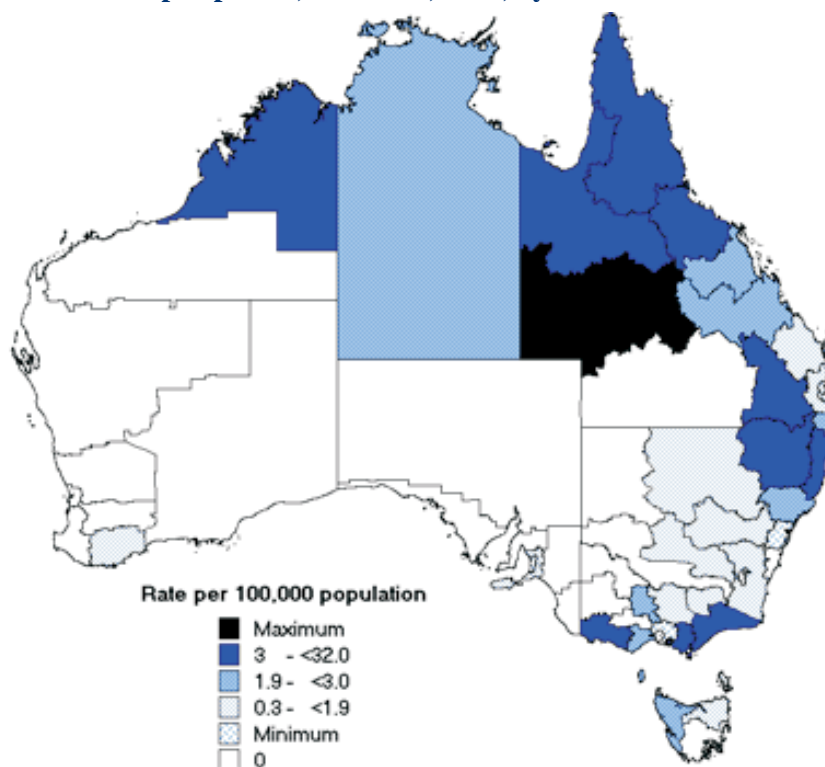 Rate per 100,000 population
Maximum
3 - <32.0
1.9 - <3.0
0.3 - <1.9
Minimum
0